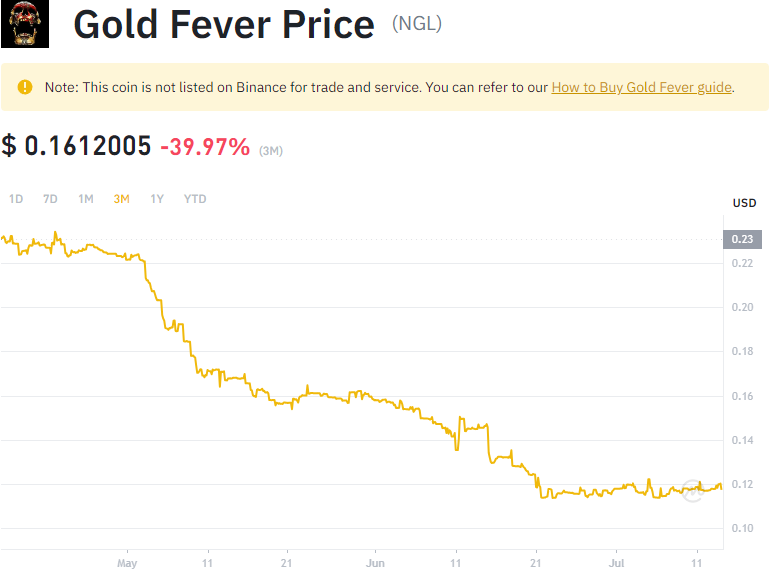 Gold Fever Price (NGL)
Note: This coin is not listed on Binance for trade and service. You can refer to our How to Buy Gold Fever guide.
$ 0.1612005 -39.97% (3M)
1D 7D 1M 3M 1Y YTD
USD
0.23
0.22
0.20
0.18
0.16
0.14
0.12
0.10
May 11 21 Jun 11 21 Jul 11